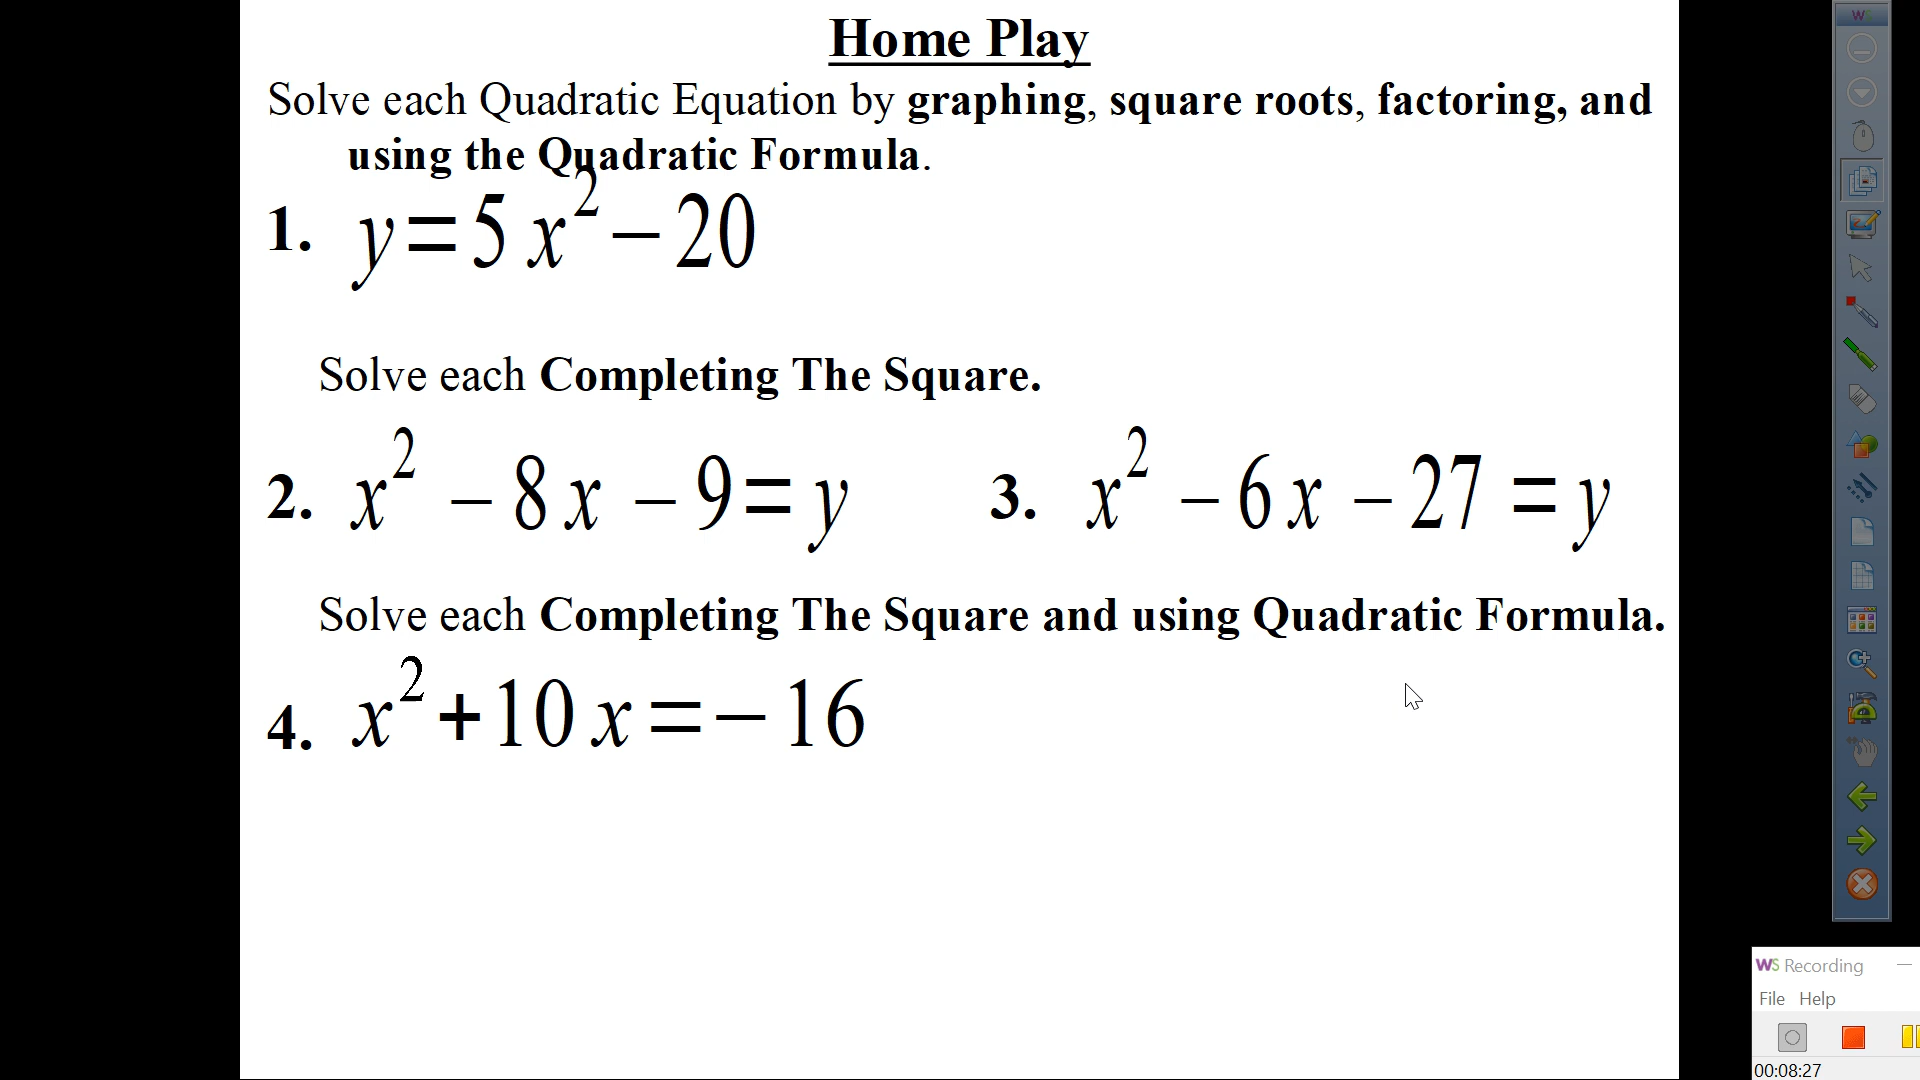 Home Play
Solve each Quadratic Equation by graphing, square roots, factoring, and
using the Quadratic Formula.
1. y=5x²−20
Solve each Completing The Square.
2. x² − 8x − 9= y
3. x² − 6x − 27 = y
Solve each Completing The Square and using Quadratic Formula.
4. x²+10x=−16
WS
WS Recording
File Help
00:08:27